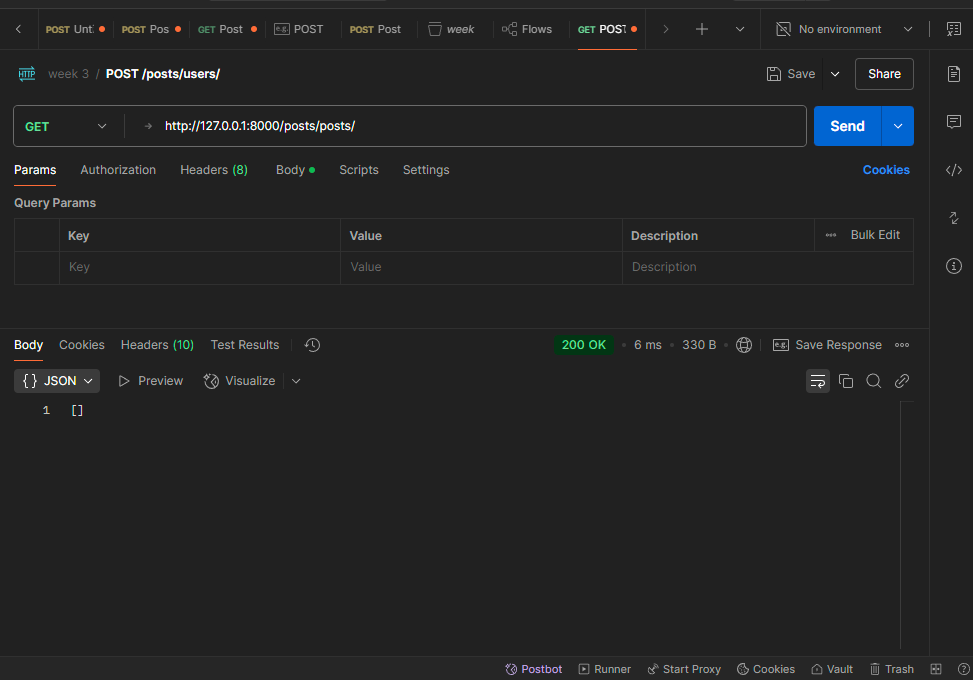 POST Unt POST Pos GET Post e.g. POST POST Post week Flows GET POST No environment
HTTP week 3 / POST /posts/users/ Save Share
GET http://127.0.0.1:8000/posts/posts/ Send
Params Authorization Headers (8) Body Scripts Settings Cookies
Query Params
Key Value Description Bulk Edit
Key Value Description
Body Cookies Headers (10) Test Results 200 OK 6 ms 330 B e.g. Save Response
{} JSON Preview Visualize
1 []
Postbot Runner Start Proxy Cookies Vault Trash